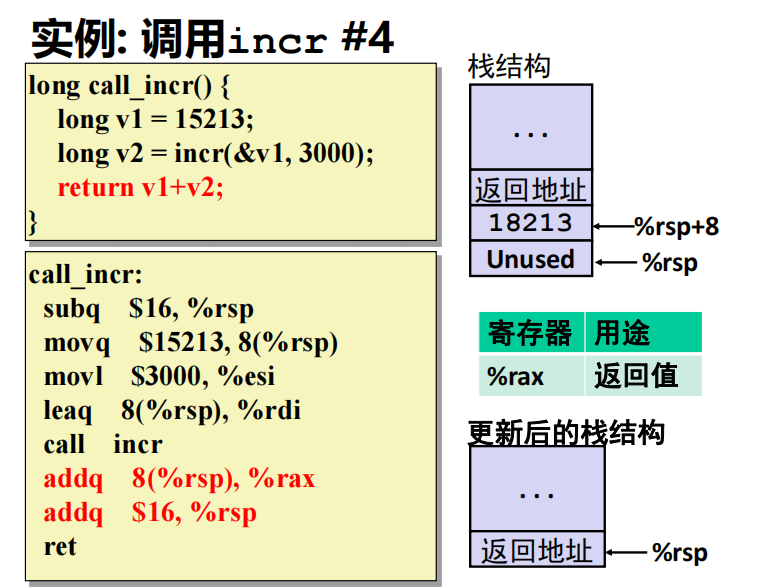 实例: 调用incr #4
long call_incr() {
long v1 = 15213;
long v2 = incr(&v1, 3000);
return v1+v2;
}
call_incr:
subq $16, %rsp
movq $15213, 8(%rsp)
movl $3000, %esi
leaq 8(%rsp), %rdi
call incr
addq 8(%rsp), %rax
addq $16, %rsp
ret
栈结构
...
返回地址
18213 %rsp+8
Unused %rsp
寄存器 用途
%rax 返回值
更新后的栈结构
...
返回地址 %rsp